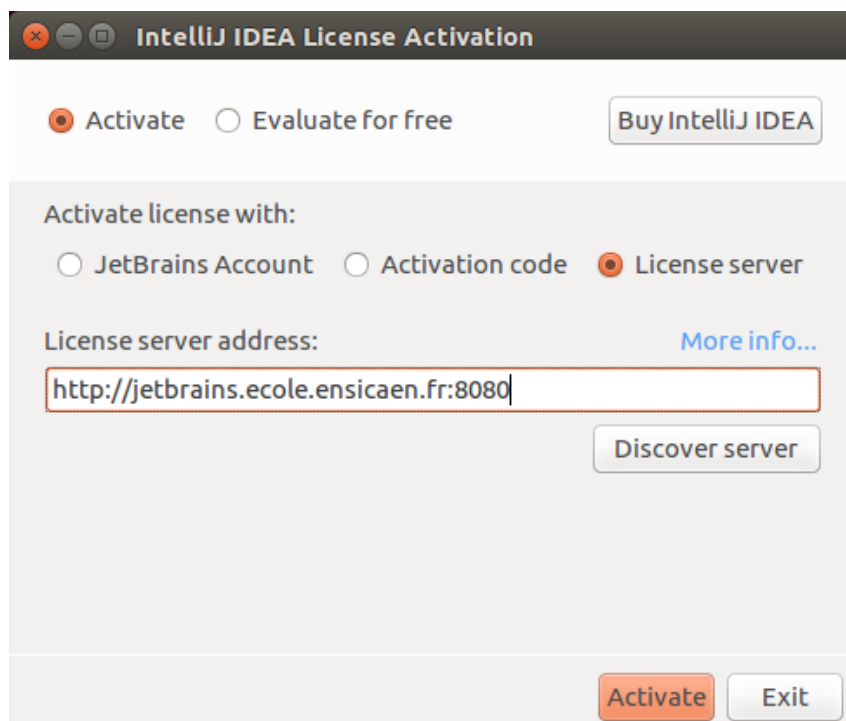 IntelliJ IDEA License Activation
Activate Evaluate for free Buy IntelliJ IDEA
Activate license with:
JetBrains Account Activation code License server
License server address: More info...
http://jetbrains.ecole.ensicaen.fr:8080
Discover server
Activate Exit